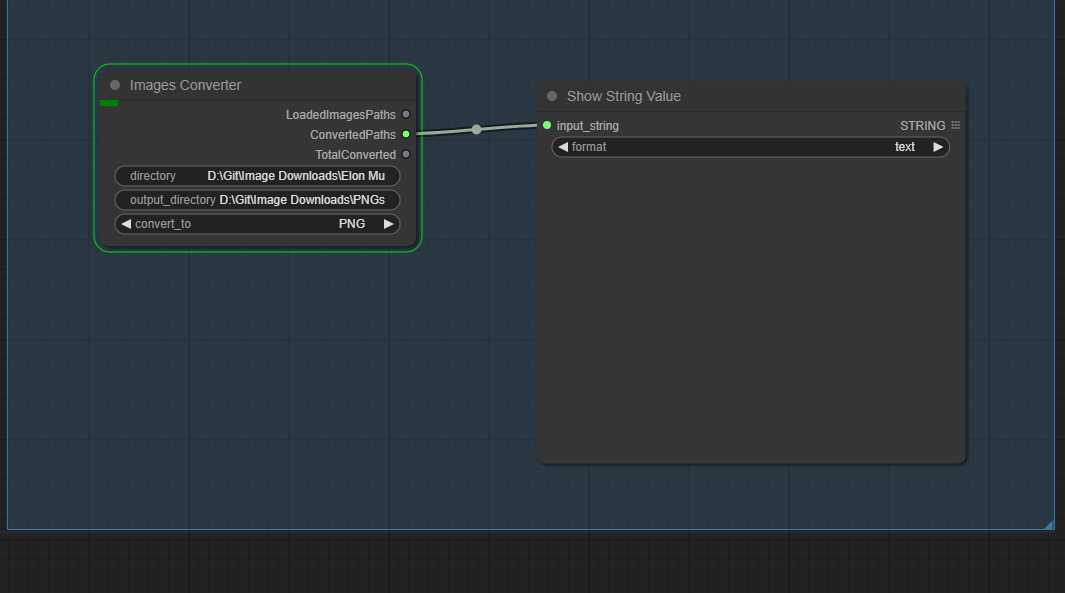 Images Converter
LoadedImagesPaths
ConvertedPaths
TotalConverted
directory D:\Git\Image Downloads\Elon Mu
output_directory D:\Git\Image Downloads\PNGs
convert_to PNG
Show String Value
input_string STRING
format text